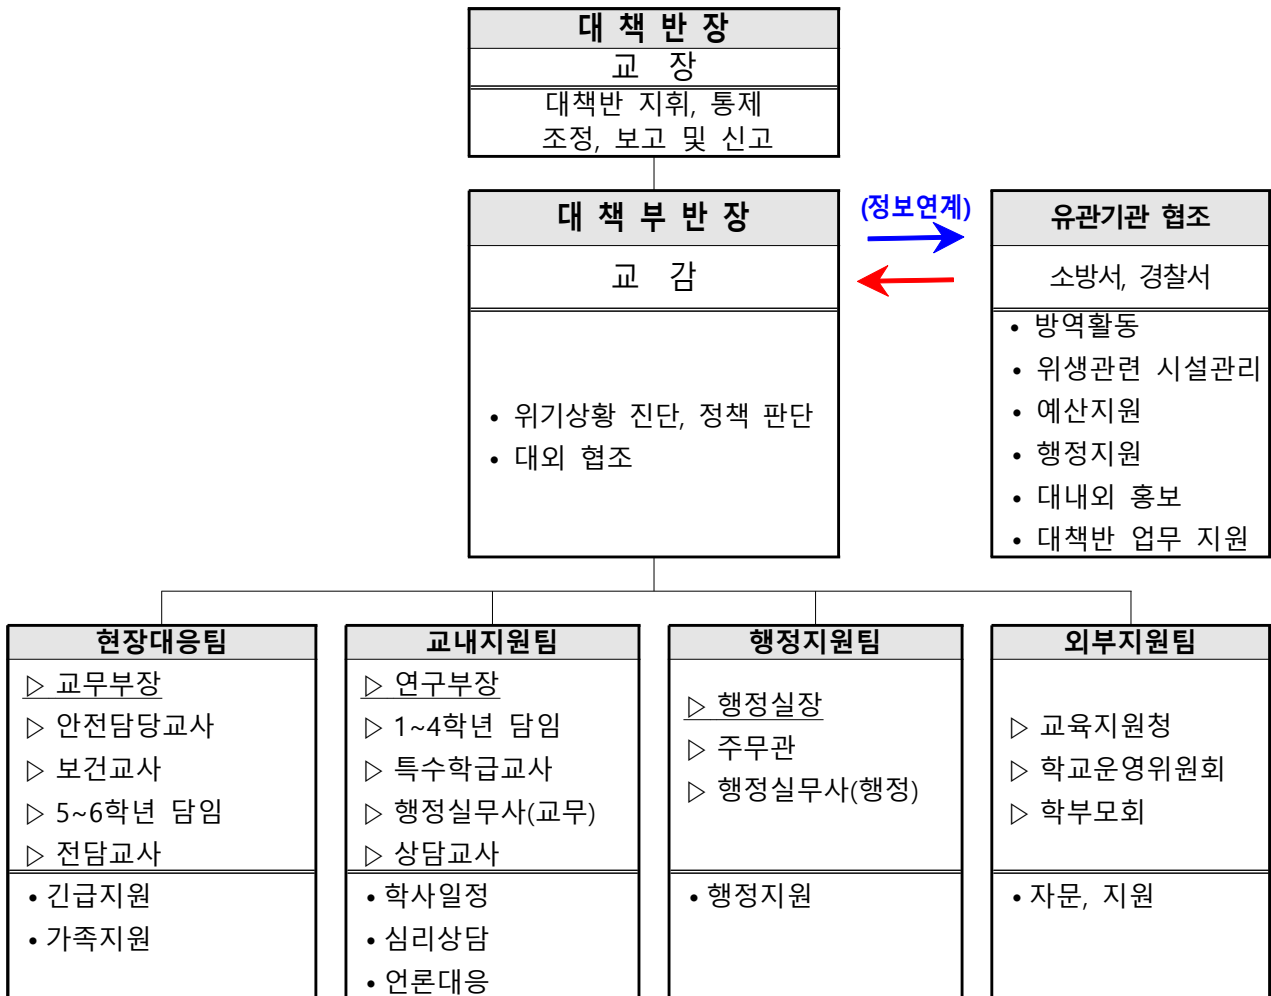 대 책 반 장
교 장
대책반 지휘, 통제
조정, 보고 및 신고
대 책 부 반 장
교 감
• 위기상황 진단, 정책 판단
• 대외 협조
(정보연계)
유관기관 협조
소방서, 경찰서
• 방역활동
• 위생관련 시설관리
• 예산지원
• 행정지원
• 대내외 홍보
• 대책반 업무 지원
현장대응팀
▷ 교무부장
▷ 안전담당교사
▷ 보건교사
▷ 5~6학년 담임
▷ 전담교사
• 긴급지원
• 가족지원
교내지원팀
▷ 연구부장
▷ 1~4학년 담임
▷ 특수학급교사
▷ 행정실무사(교무)
▷ 상담교사
• 학사일정
• 심리상담
• 언론대응
행정지원팀
▷ 행정실장
▷ 주무관
▷ 행정실무사(행정)
• 행정지원
외부지원팀
▷ 교육지원청
▷ 학교운영위원회
▷ 학부모회
• 자문, 지원